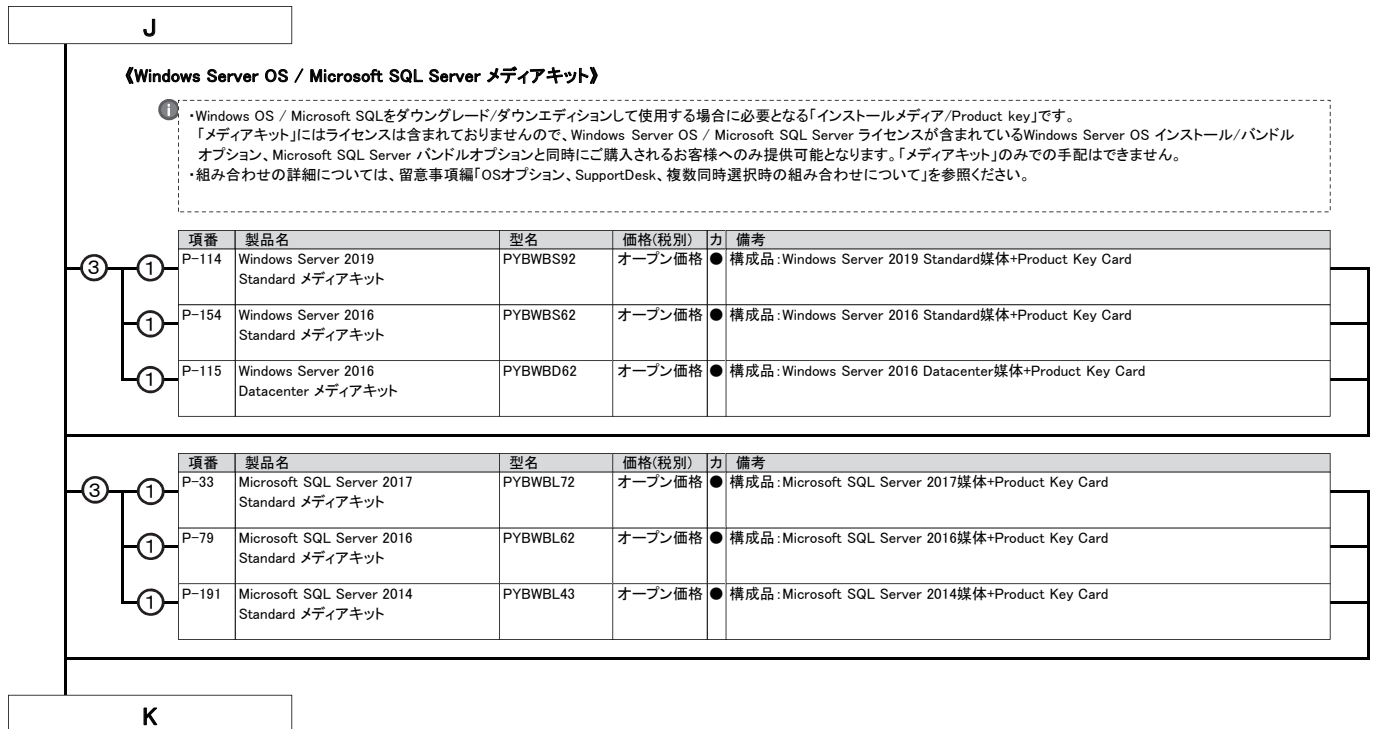 J
《Windows Server OS / Microsoft SQL Server メディアキット》
i
・Windows OS / Microsoft SQLをダウングレード/ダウンエディションして使用する場合に必要となる「インストールメディア/Product key」です。
「メディアキット」にはライセンスは含まれておりませんので、Windows Server OS / Microsoft SQL Server ライセンスが含まれているWindows Server OS インストール/バンドル
オプション、Microsoft SQL Server バンドルオプションと同時にご購入されるお客様へのみ提供可能となります。「メディアキット」のみでの手配はできません。
・組み合わせの詳細については、留意事項編「OSオプション、SupportDesk、複数同時選択時の組み合わせについて」を参照ください。
項番 製品名 型名 価格(税別) カ 備考
③ ① P-114 Windows Server 2019 PYBWBS92 オープン価格 ● 構成品:Windows Server 2019 Standard媒体+Product Key Card
Standard メディアキット
① P-154 Windows Server 2016 PYBWBS62 オープン価格 ● 構成品:Windows Server 2016 Standard媒体+Product Key Card
Standard メディアキット
① P-115 Windows Server 2016 PYBWBD62 オープン価格 ● 構成品:Windows Server 2016 Datacenter媒体+Product Key Card
Datacenter メディアキット
項番 製品名 型名 価格(税別) カ 備考
③ ① P-33 Microsoft SQL Server 2017 PYBWBL72 オープン価格 ● 構成品:Microsoft SQL Server 2017媒体+Product Key Card
Standard メディアキット
① P-79 Microsoft SQL Server 2016 PYBWBL62 オープン価格 ● 構成品:Microsoft SQL Server 2016媒体+Product Key Card
Standard メディアキット
① P-191 Microsoft SQL Server 2014 PYBWBL43 オープン価格 ● 構成品:Microsoft SQL Server 2014媒体+Product Key Card
Standard メディアキット
K